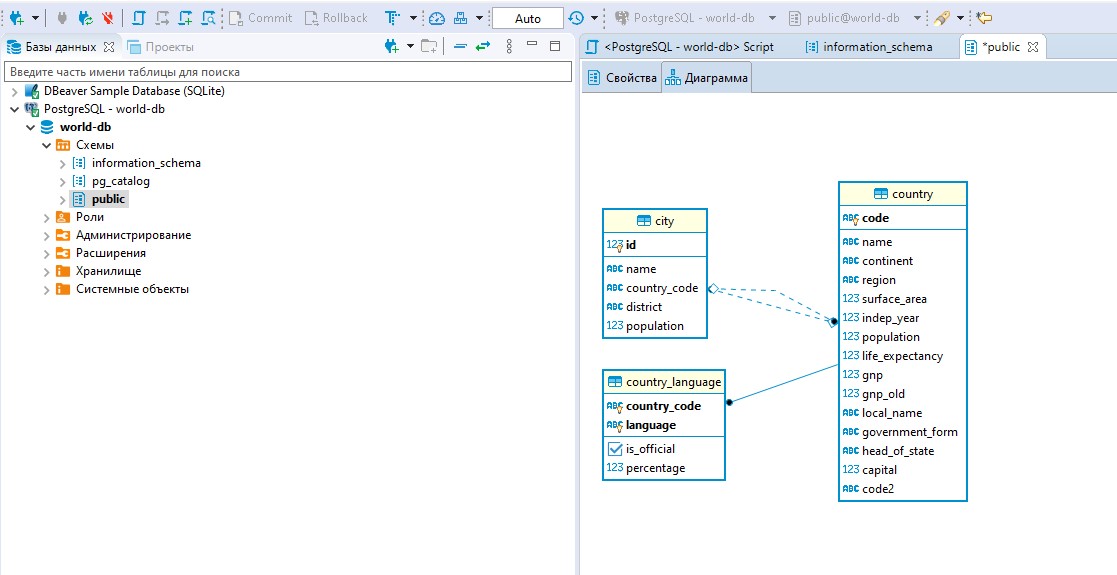 Commit Rollback Auto PostgreSQL - world-db public@world-db
Базы данных Проекты
Введите часть имени таблицы для поиска
DBeaver Sample Database (SQLite)
PostgreSQL - world-db
world-db
Схемы
information_schema
pg_catalog
public
Роли
Администрирование
Расширения
Хранилище
Системные объекты
<PostgreSQL - world-db> Script information_schema *public
Свойства Диаграмма
city
123 id
ABC name
ABC country_code
ABC district
123 population
country_language
ABC country_code
ABC language
is_official
123 percentage
country
ABC code
ABC name
ABC continent
ABC region
123 surface_area
123 indep_year
123 population
123 life_expectancy
123 gnp
123 gnp_old
ABC local_name
ABC government_form
ABC head_of_state
123 capital
ABC code2